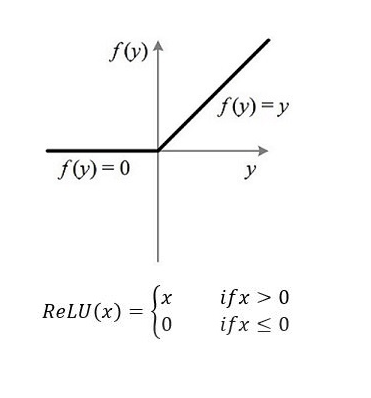 f(y)
f(y) = y
f(y) = 0
y
ReLU(x) = {x if x > 0
0 if x ≤ 0